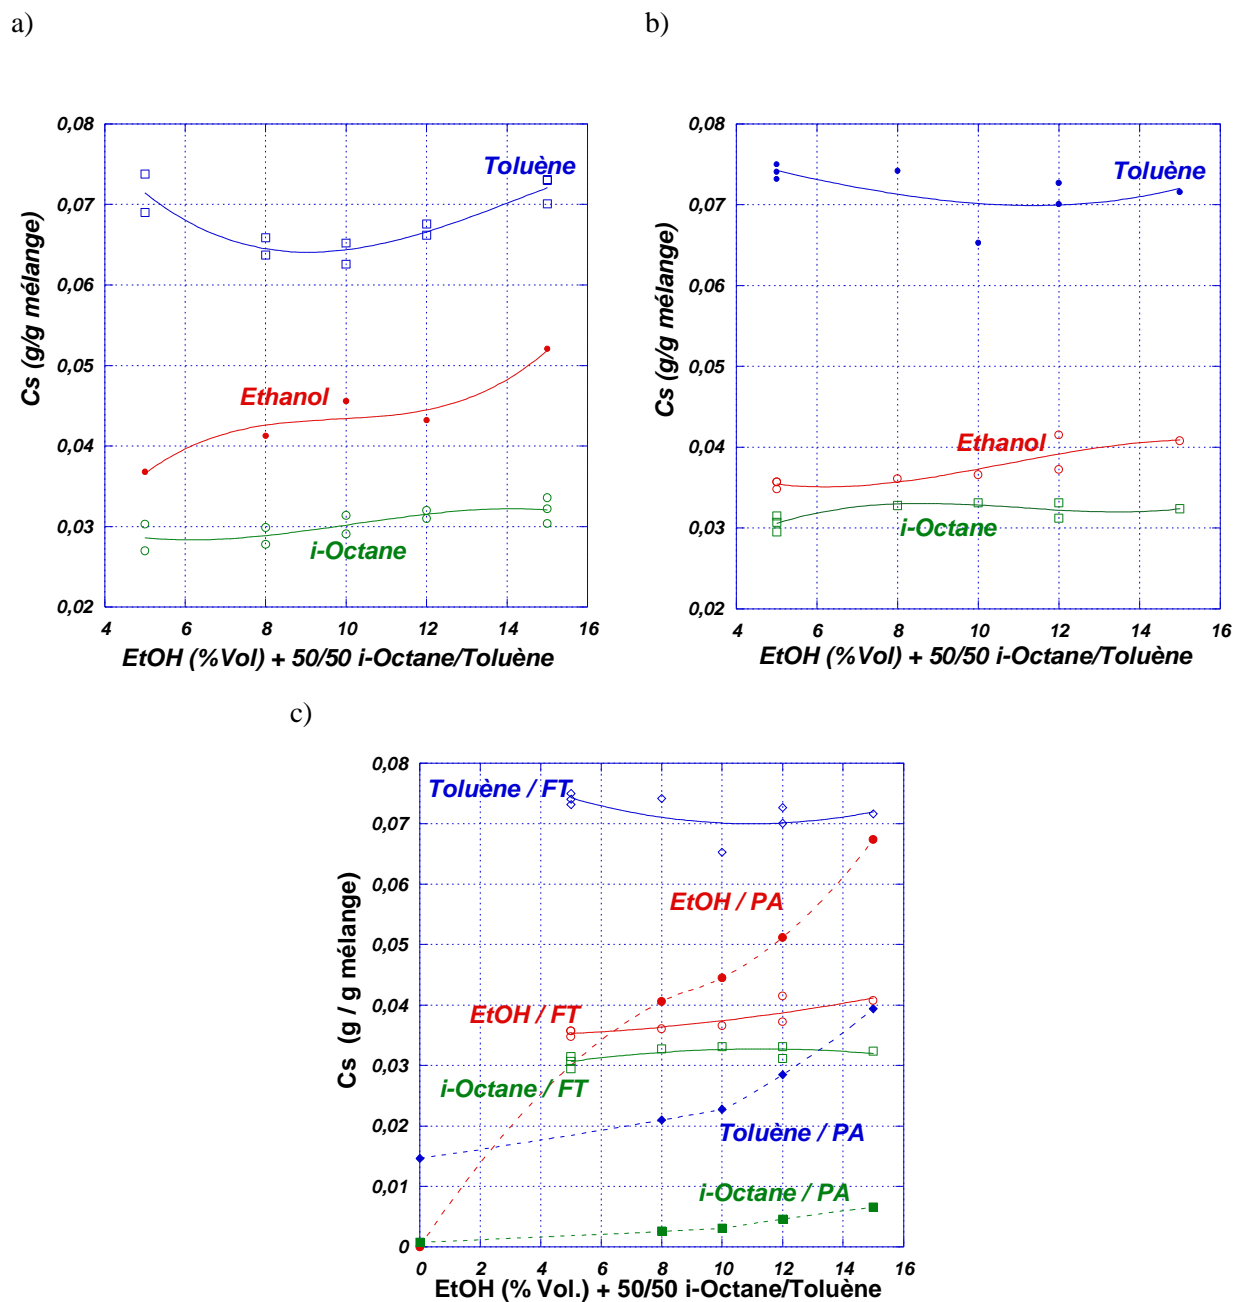 a)
b)
0,08
0,07
0,06
0,05
0,04
0,03
0,02
Cs (g/g mélange)
Toluène
Ethanol
i-Octane
4 6 8 10 12 14 16
EtOH (%Vol) + 50/50 i-Octane/Toluène
0,08
0,07
0,06
0,05
0,04
0,03
0,02
Cs (g/g mélange)
Toluène
Ethanol
i-Octane
4 6 8 10 12 14 16
EtOH (%Vol) + 50/50 i-Octane/Toluène
c)
0,08
0,07
0,06
0,05
0,04
0,03
0,02
0,01
0
Cs (g / g mélange)
Toluène / FT
EtOH / PA
EtOH / FT
i-Octane / FT
Toluène / PA
i-Octane / PA
0 2 4 6 8 10 12 14 16
EtOH (% Vol.) + 50/50 i-Octane/Toluène